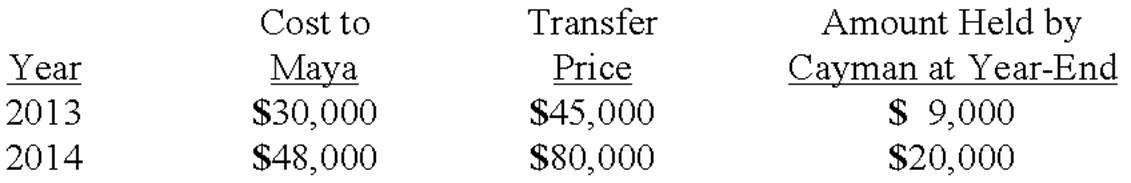 Cost to Transfer Amount Held by
Year Maya Price Cayman at Year-End
2013 $30,000 $45,000 $ 9,000
2014 $48,000 $80,000 $20,000